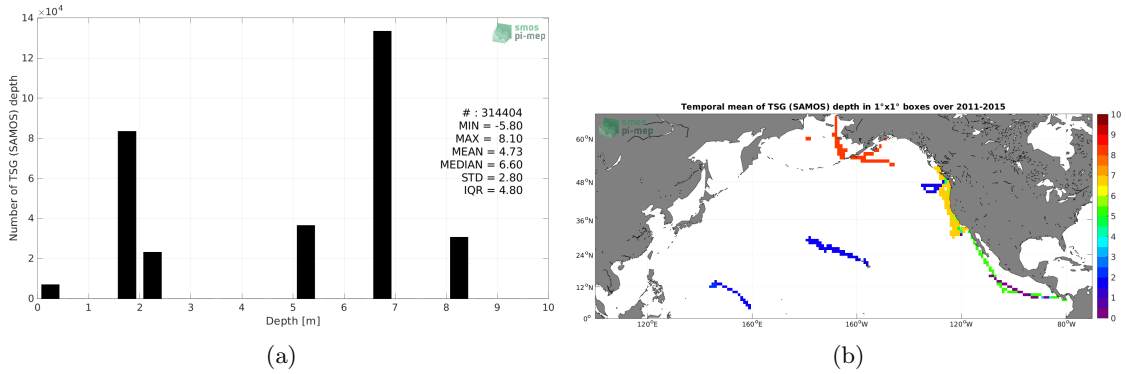 14 ×10⁴
smos
pi-mep
12
10
8
6
4
2
0
Number of TSG (SAMOS) depth
# : 314404
MIN = -5.80
MAX = 8.10
MEAN = 4.73
MEDIAN = 6.60
STD = 2.80
IQR = 4.80
0 1 2 3 4 5 6 7 8 9 10
Depth [m]
(a)
Temporal mean of TSG (SAMOS) depth in 1°x1° boxes over 2011-2015
smos
pi-mep
60°N
48°N
36°N
24°N
12°N
0°
120°E 160°E 160°W 120°W 80°W
10
9
8
7
6
5
4
3
2
1
0
(b)